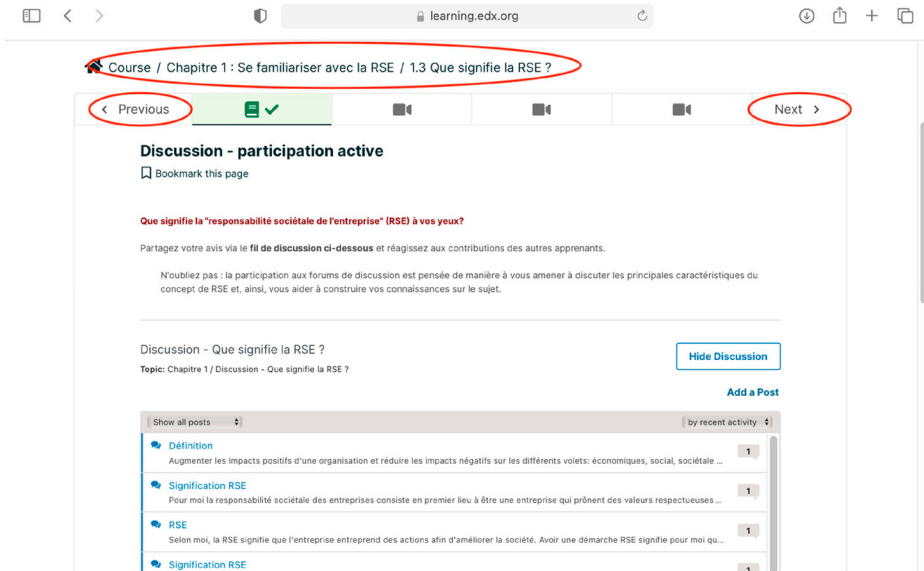 learning.edx.org
Course / Chapitre 1 : Se familiariser avec la RSE / 1.3 Que signifie la RSE ?
Previous
Next
Discussion - participation active
Bookmark this page
Que signifie la "responsabilité sociétale de l'entreprise" (RSE) à vos yeux?
Partagez votre avis via le fil de discussion ci-dessous et réagissez aux contributions des autres apprenants.
N'oubliez pas : la participation aux forums de discussion est pensée de manière à vous amener à discuter les principales caractéristiques du
concept de RSE et, ainsi, vous aider à construire vos connaissances sur le sujet.
Discussion - Que signifie la RSE ?
Hide Discussion
Topic: Chapitre 1 / Discussion - Que signifie la RSE ?
Add a Post
Show all posts
by recent activity
Définition
1
Augmenter les impacts positifs d'une organisation et réduire les impacts négatifs sur les différents volets: économiques, social, sociétale ...
Signification RSE
1
Pour moi la responsabilité sociétale des entreprises consiste en premier lieu à être une entreprise qui prônent des valeurs respectueuses ...
RSE
1
Selon moi, la RSE signifie que l'entreprise entreprend des actions afin d'améliorer la société. Avoir une démarche RSE signifie pour moi qu...
Signification RSE
1